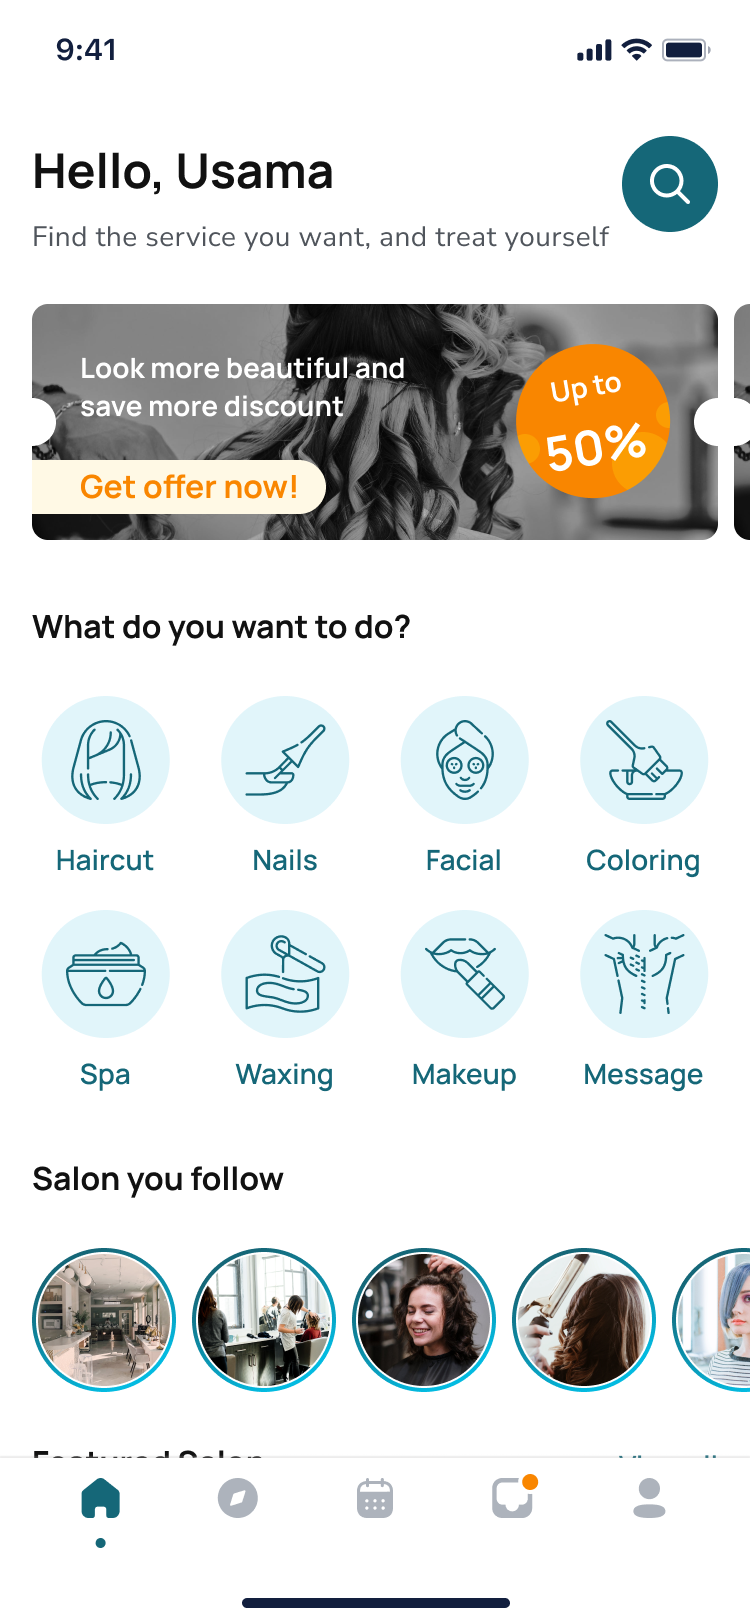 9:41
Hello, Usama
Find the service you want, and treat yourself
Look more beautiful and
save more discount
Get offer now!
Up to
50%
What do you want to do?
Haircut
Nails
Facial
Coloring
Spa
Waxing
Makeup
Message
Salon you follow
Featured Salon